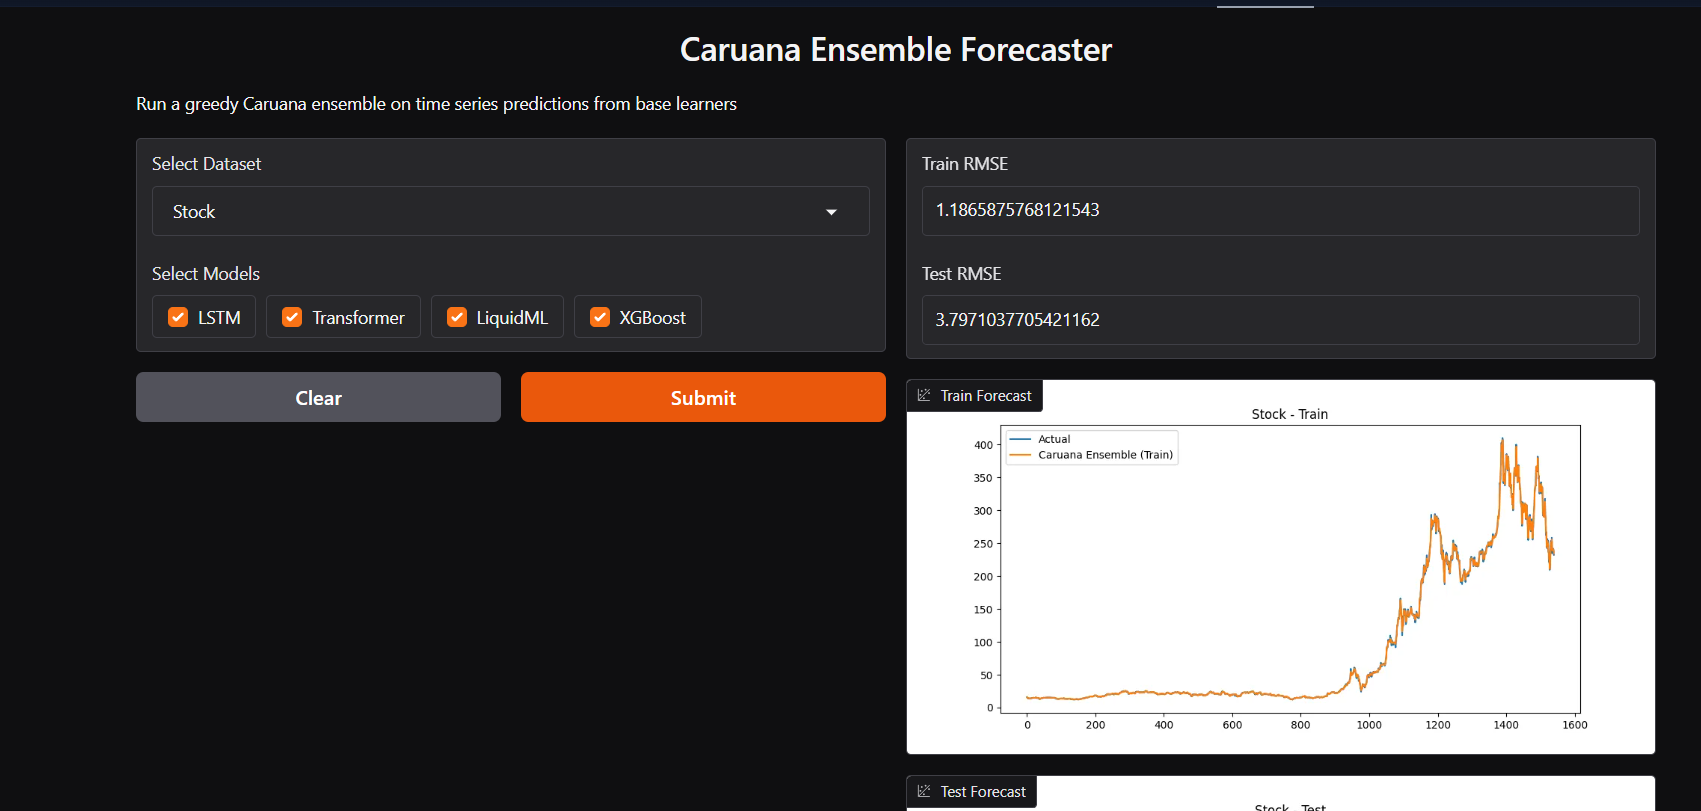 Caruana Ensemble Forecaster
Run a greedy Caruana ensemble on time series predictions from base learners
Select Dataset
Stock
Select Models
LSTM
Transformer
LiquidML
XGBoost
Clear
Submit
Train RMSE
1.1865875768121543
Test RMSE
3.7971037705421162
Train Forecast
Stock - Train
Actual
Caruana Ensemble (Train)
400
350
300
250
200
150
100
50
0
0 200 400 600 800 1000 1200 1400 1600
Test Forecast
Stock - Test